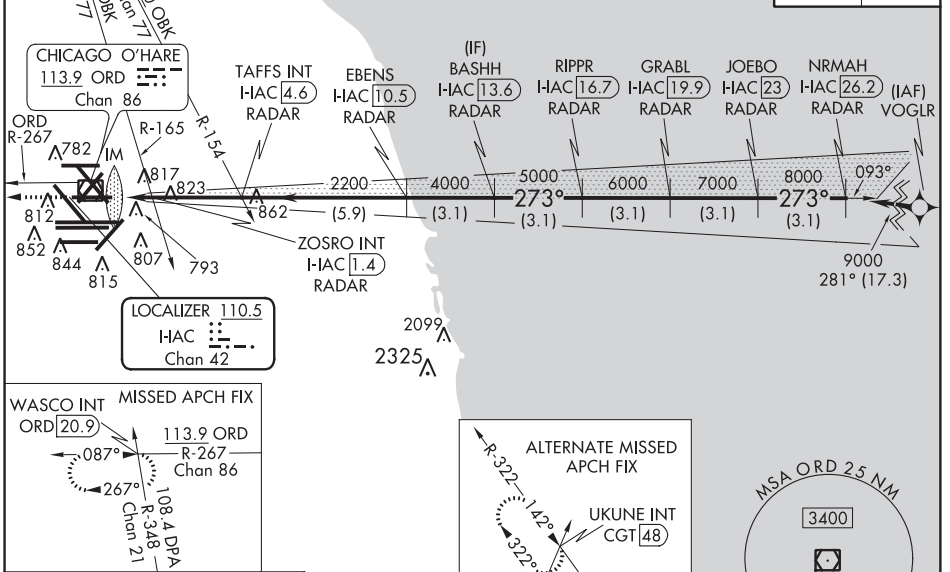 OBK
77
OBK
Chan 77
CHICAGO O'HARE
113.9 ORD
Chan 86
ORD
R-267
R-165
R-154
IM
782
817
823
862
812
852
844
815
807
793
TAFFS INT
I-IAC 4.6
RADAR
EBENS
I-IAC 10.5
RADAR
(IF)
BASHH
I-IAC 13.6
RADAR
RIPPR
I-IAC 16.7
RADAR
GRABL
I-IAC 19.9
RADAR
JOEBO
I-IAC 23
RADAR
NRMAH
I-IAC 26.2
RADAR
(IAF)
VOGLR
2200
4000
5000
6000
7000
8000
093°
273°
273°
(5.9)
(3.1)
(3.1)
(3.1)
(3.1)
(3.1)
9000
281° (17.3)
ZOSRO INT
I-IAC 1.4
RADAR
LOCALIZER 110.5
I-IAC
Chan 42
2099
2325
MISSED APCH FIX
WASCO INT
ORD 20.9
113.9 ORD
R-267
Chan 86
087°
267°
108.4 DPA
R-348
Chan 21
ALTERNATE MISSED
APCH FIX
R-322
142°
322°
UKUNE INT
CGT 48
MSA ORD 25 NM
3400